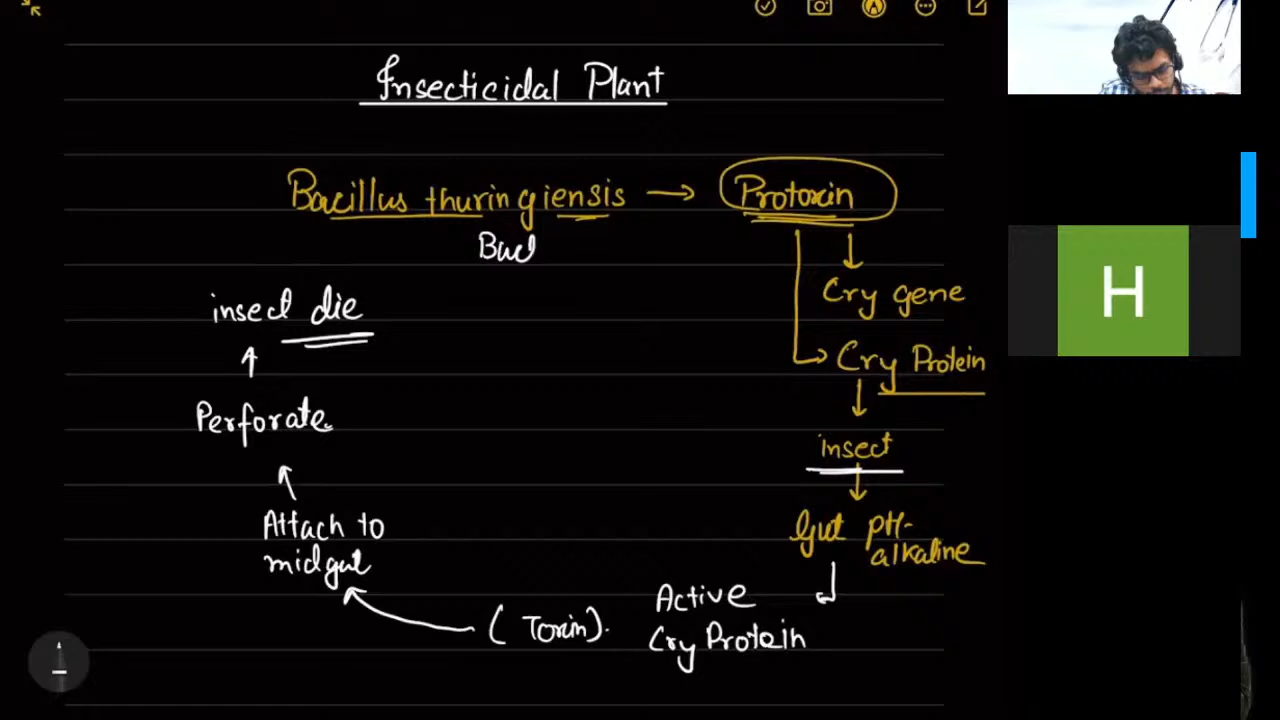 Insecticidal Plant
Bacillus thuringiensis → Protoxin
Bac
Cry gene
Cry Protein
insect
Gut pH-
alkaline
Active
Cry Protein
(Toxin).
Attach to
midgut
Perforate.
insect die
H